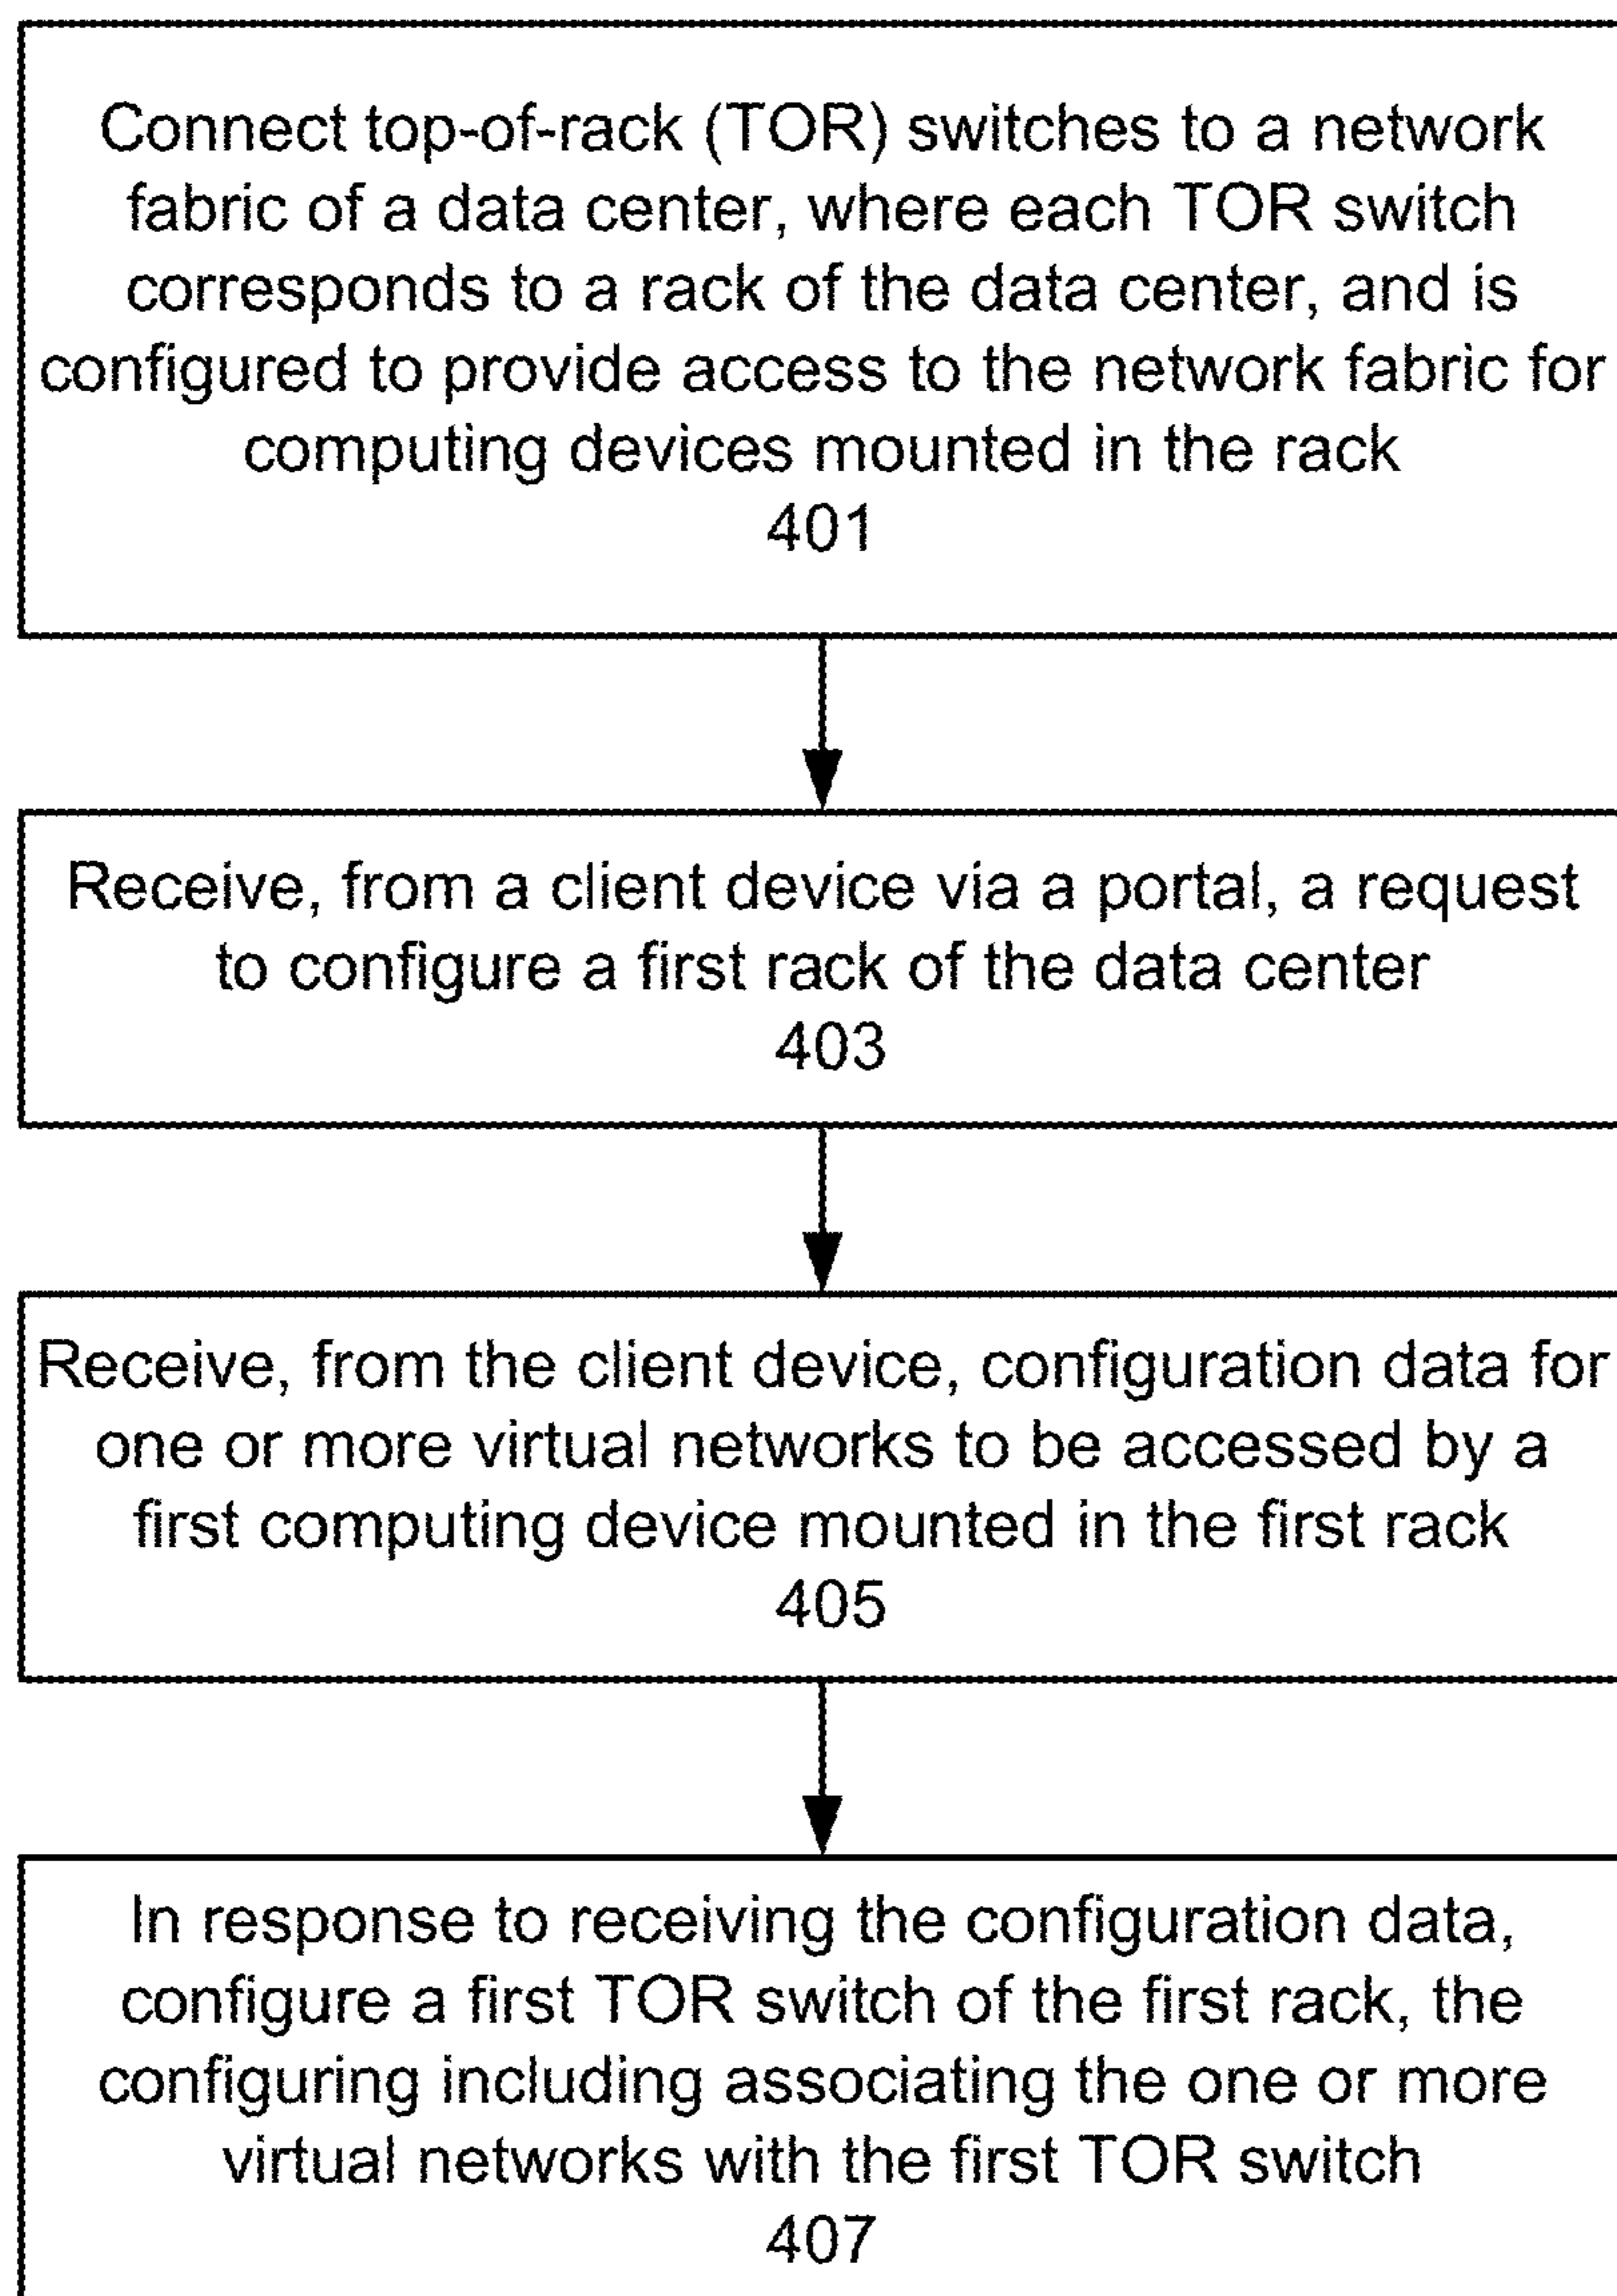 Connect top-of-rack (TOR) switches to a network
fabric of a data center, where each TOR switch
corresponds to a rack of the data center, and is
configured to provide access to the network fabric for
computing devices mounted in the rack
401
Receive, from a client device via a portal, a request
to configure a first rack of the data center
403
Receive, from the client device, configuration data for
one or more virtual networks to be accessed by a
first computing device mounted in the first rack
405
In response to receiving the configuration data,
configure a first TOR switch of the first rack, the
configuring including associating the one or more
virtual networks with the first TOR switch
407